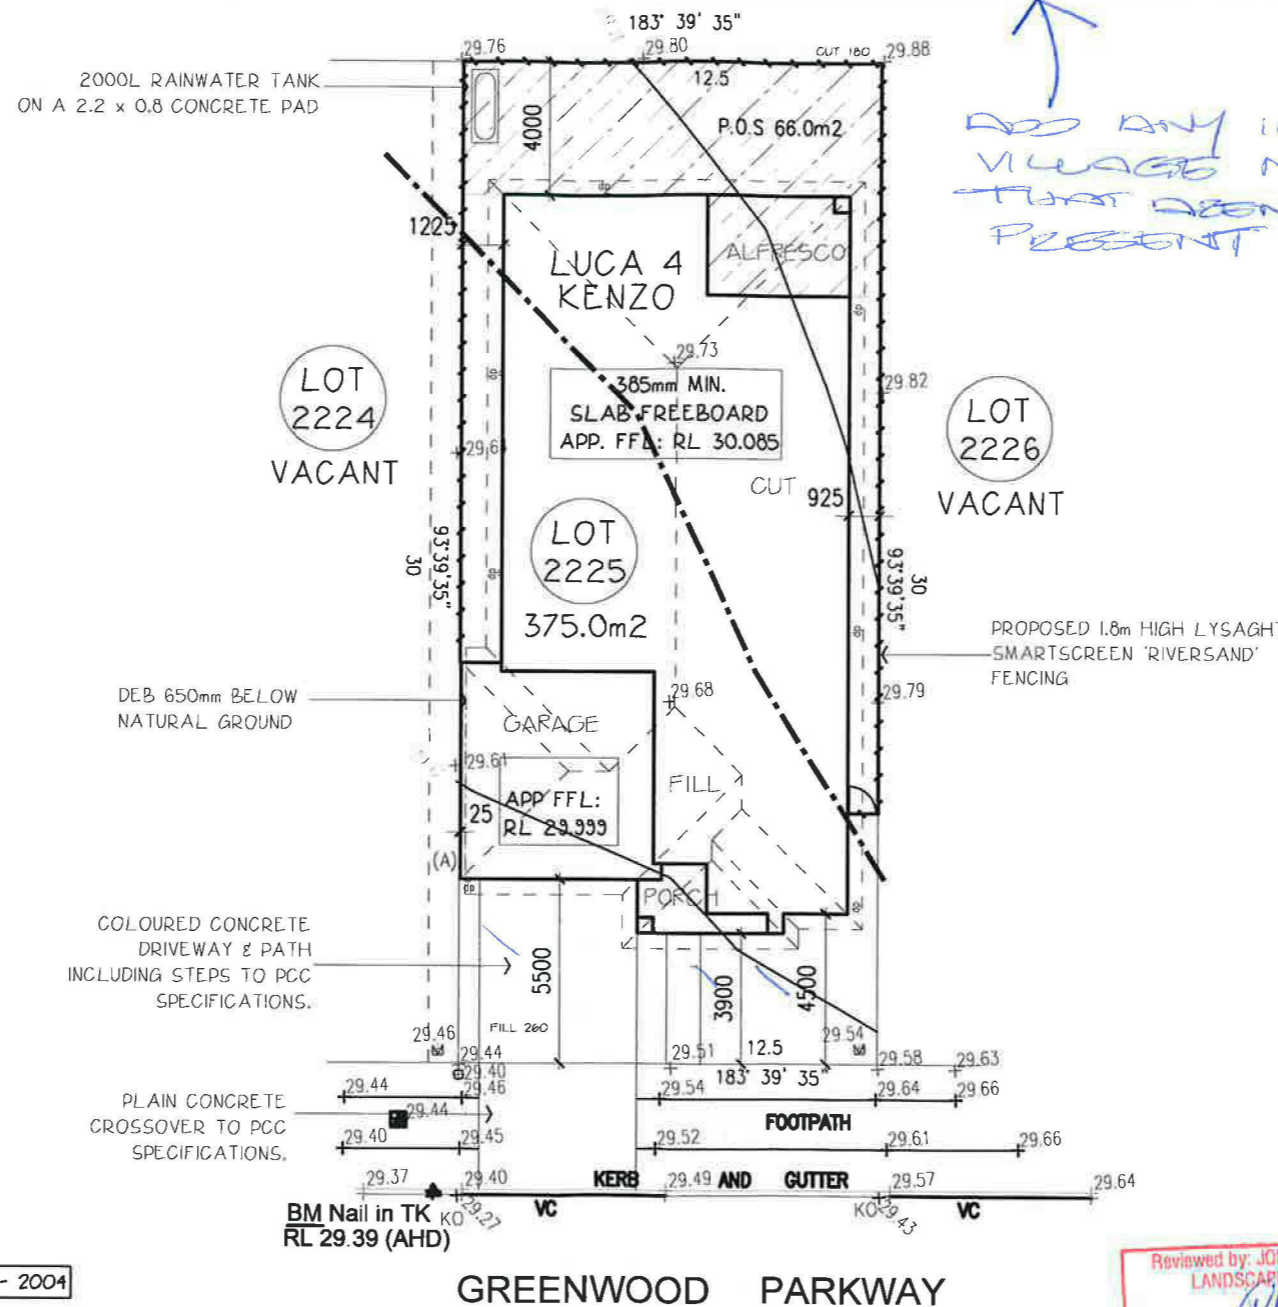 183° 39' 35"
29.76
29.80
CUT 180
29.88
2000L RAINWATER TANK
ON A 2.2 x 0.8 CONCRETE PAD
12.5
4000
P.O.S 66.0m2
ADD ANY
VILLAGE
THAT
PRESENT
1225
LUCA 4
KENZO
ALFRESCO
29.73
385mm MIN.
SLAB FREEBOARD
APP. FFL: RL 30.085
29.82
LOT
2224
VACANT
LOT
2226
VACANT
CUT
925
LOT
2225
375.0m2
93°39'35"
30
93°39'35"
30
PROPOSED 1.8m HIGH LYSAGHT
SMARTSCREEN 'RIVERSAND'
FENCING
DEB 650mm BELOW
NATURAL GROUND
29.68
29.79
GARAGE
29.61
FILL
APP FFL:
RL 29.999
25
(A)
PORCH
COLOURED CONCRETE
DRIVEWAY & PATH
INCLUDING STEPS TO PCC
SPECIFICATIONS.
5500
3900
4500
FILL 260
29.46
29.44
29.40
29.51
12.5
29.54
29.58
29.63
183° 39' 35"
29.44
29.46
29.54
29.64
29.66
PLAIN CONCRETE
CROSSOVER TO PCC
SPECIFICATIONS.
29.44
FOOTPATH
29.40
29.45
29.52
29.61
29.66
29.37
29.40
KERB AND GUTTER
29.49
29.57
29.64
BM Nail in TK
RL 29.39 (AHD)
KO
29.27
VC
KO
29.43
VC
- 2004
GREENWOOD PARKWAY
Reviewed by: